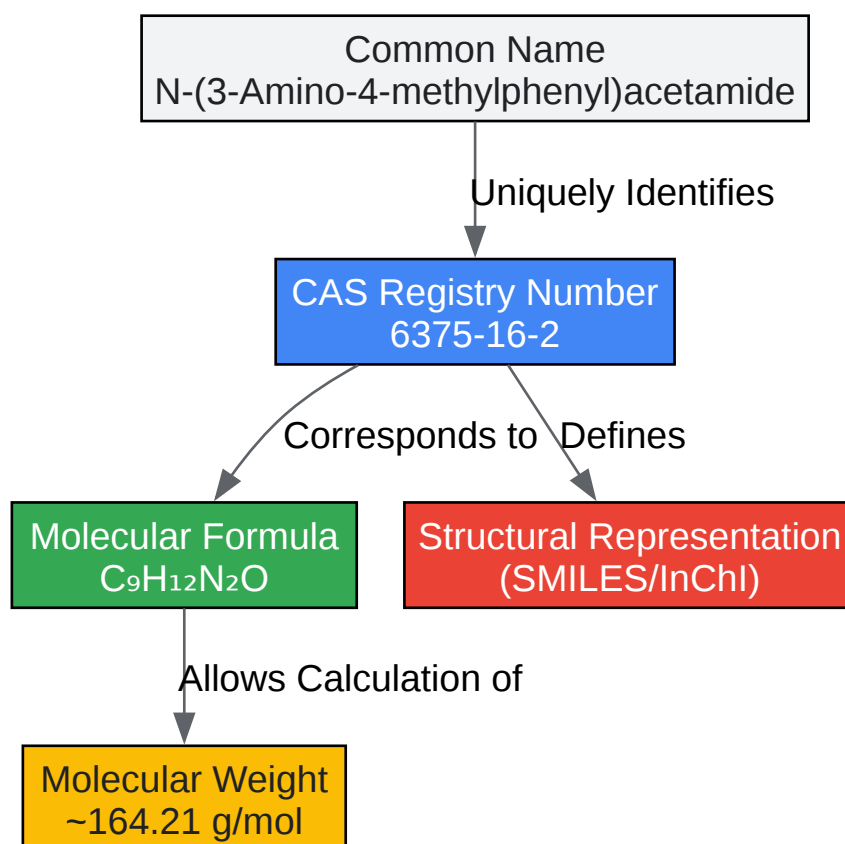 Common Name
N-(3-Amino-4-methylphenyl)acetamide
Uniquely Identifies
CAS Registry Number
6375-16-2
Corresponds to
Defines
Molecular Formula
C₉H₁₂N₂O
Structural Representation
(SMILES/InChI)
Allows Calculation of
Molecular Weight
~164.21 g/mol